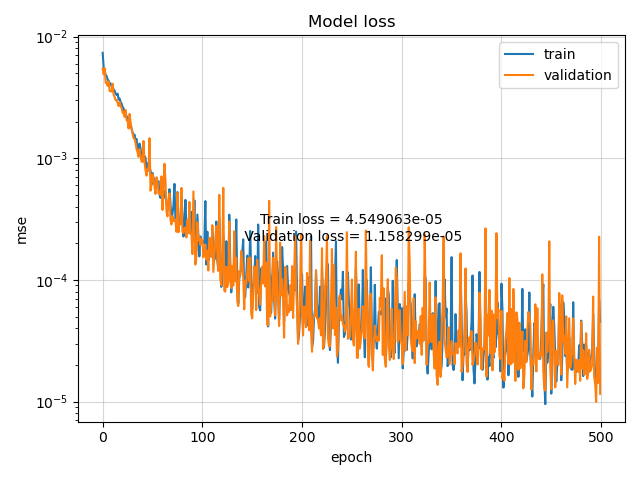 Model loss
10⁻²
train
validation
10⁻³
mse
Train loss = 4.549063e-05
Validation loss = 1.158299e-05
10⁻⁴
10⁻⁵
0 100 200 300 400 500
epoch